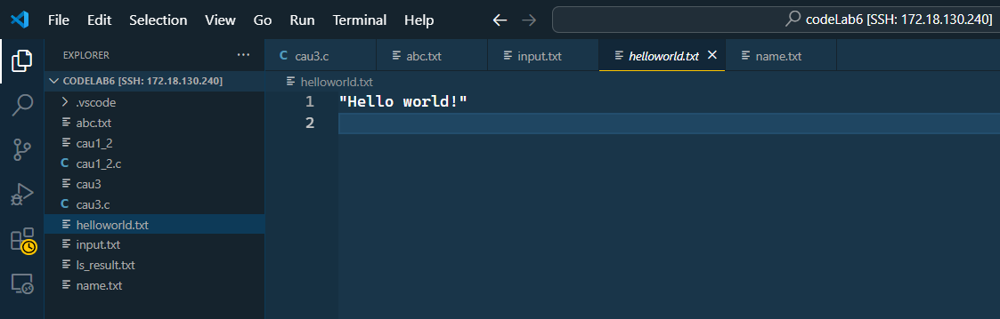 File Edit Selection View Go Run Terminal Help codeLab6 [SSH: 172.18.130.240]
EXPLORER ...
CODELAB6 [SSH: 172.18.130.240]
.vscode
abc.txt
cau1_2
C cau1_2.c
cau3
C cau3.c
helloworld.txt
input.txt
ls_result.txt
name.txt
C cau3.c abc.txt input.txt helloworld.txt name.txt
helloworld.txt
1 "Hello world!"
2